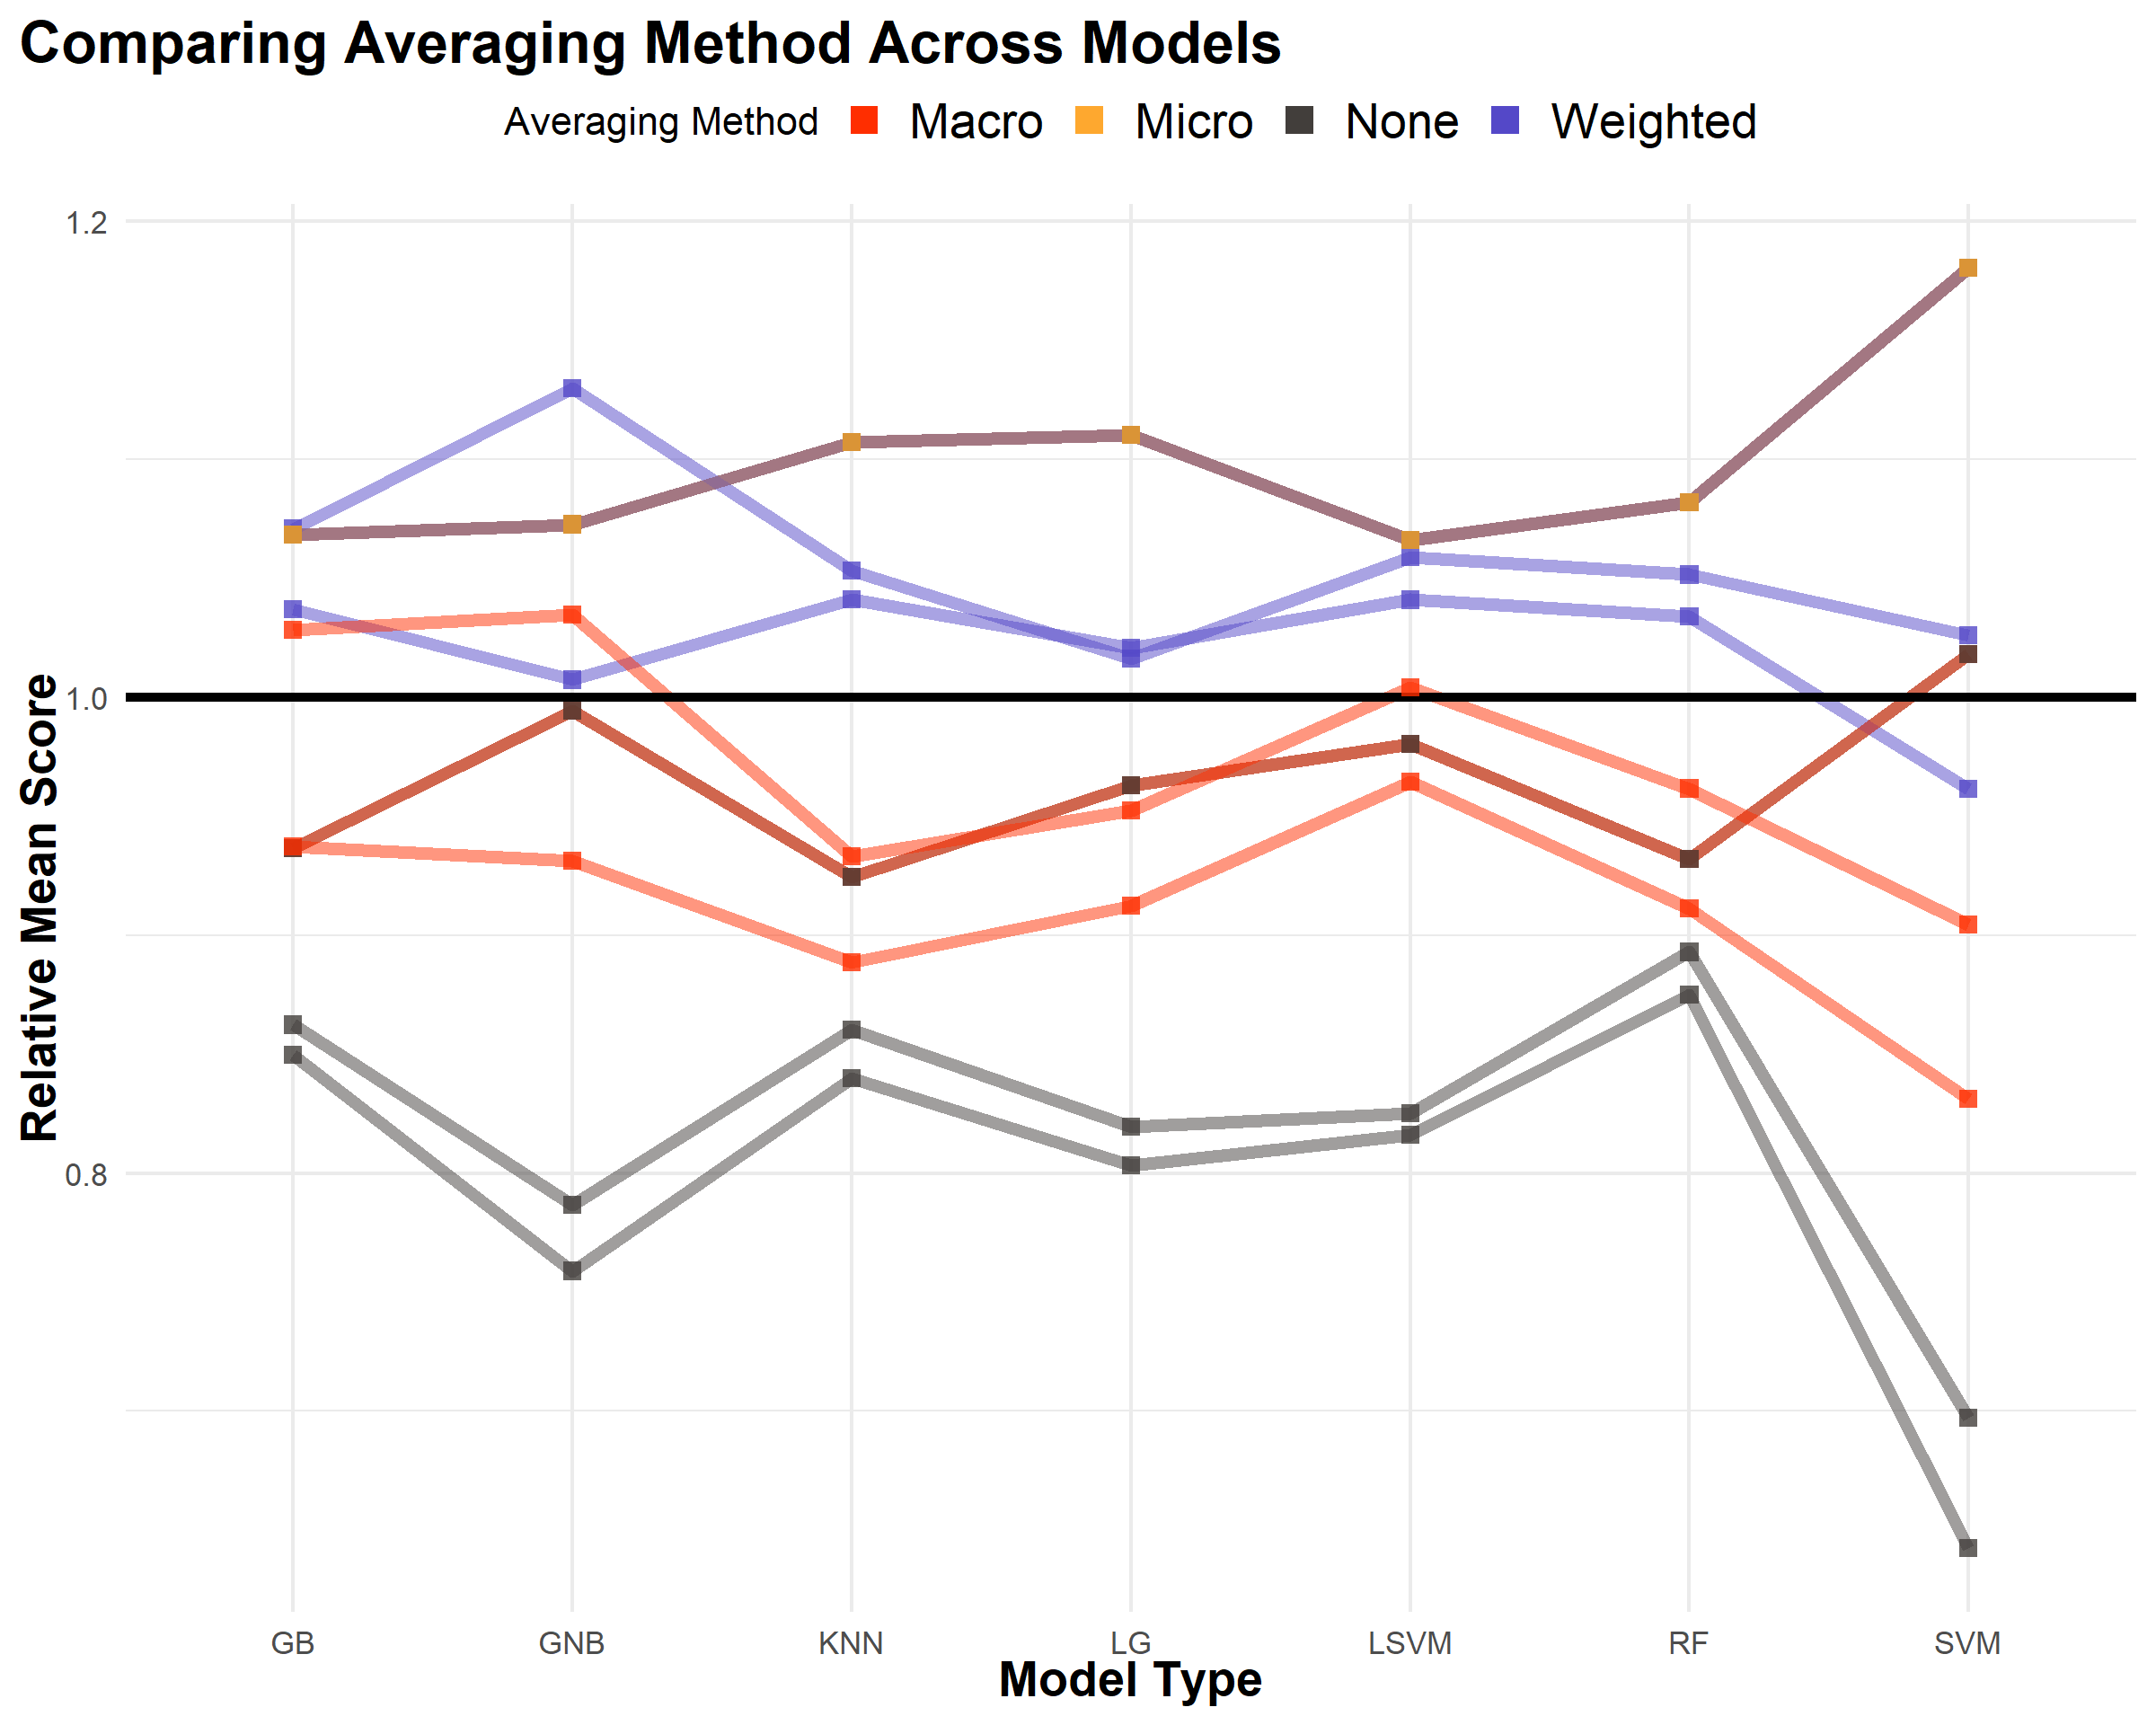 Comparing Averaging Method Across Models
Averaging Method Macro Micro None Weighted
Relative Mean Score
1.2
1.0
0.8
GB GNB KNN LG LSVM RF SVM
Model Type